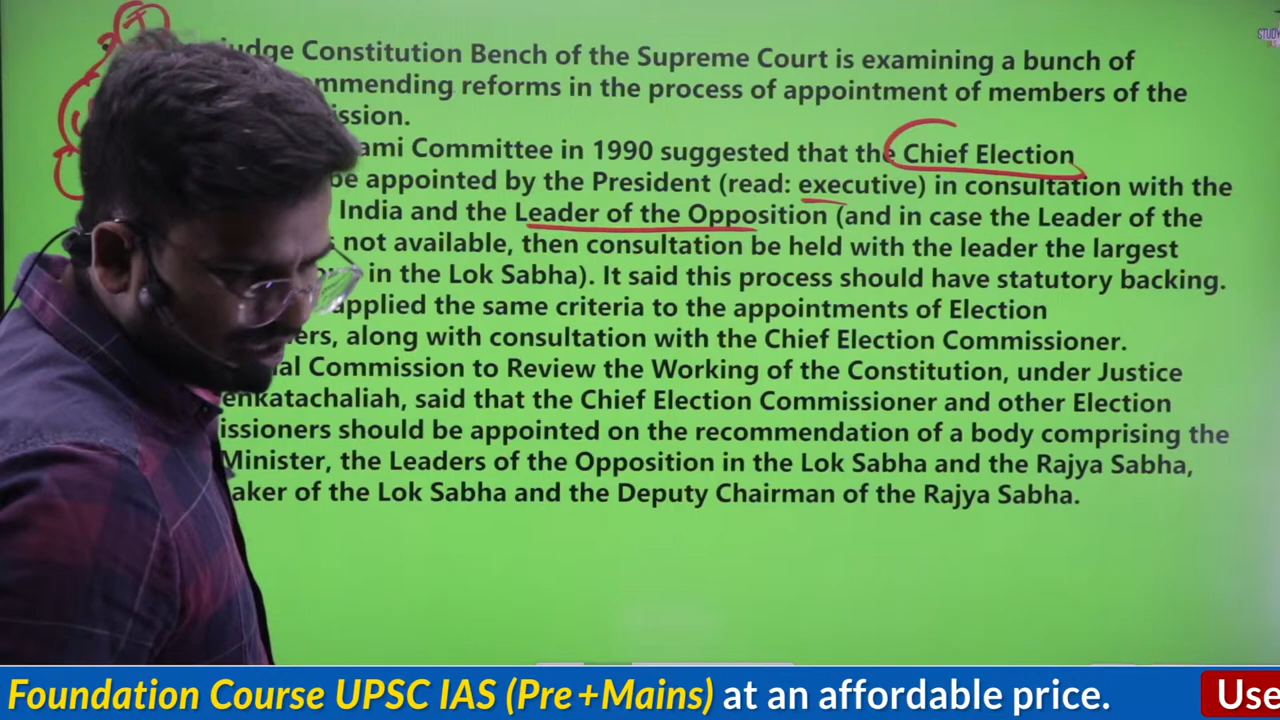 udge Constitution Bench of the Supreme Court is examining a bunch of
mmending reforms in the process of appointment of members of the
ission.
ami Committee in 1990 suggested that the Chief Election
be appointed by the President (read: executive) in consultation with the
India and the Leader of the Opposition (and in case the Leader of the
not available, then consultation be held with the leader the largest
in the Lok Sabha). It said this process should have statutory backing.
applied the same criteria to the appointments of Election
ers, along with consultation with the Chief Election Commissioner.
al Commission to Review the Working of the Constitution, under Justice
enkatachaliah, said that the Chief Election Commissioner and other Election
issioners should be appointed on the recommendation of a body comprising the
Minister, the Leaders of the Opposition in the Lok Sabha and the Rajya Sabha,
aker of the Lok Sabha and the Deputy Chairman of the Rajya Sabha.
Foundation Course UPSC IAS (Pre+Mains) at an affordable price.
Use